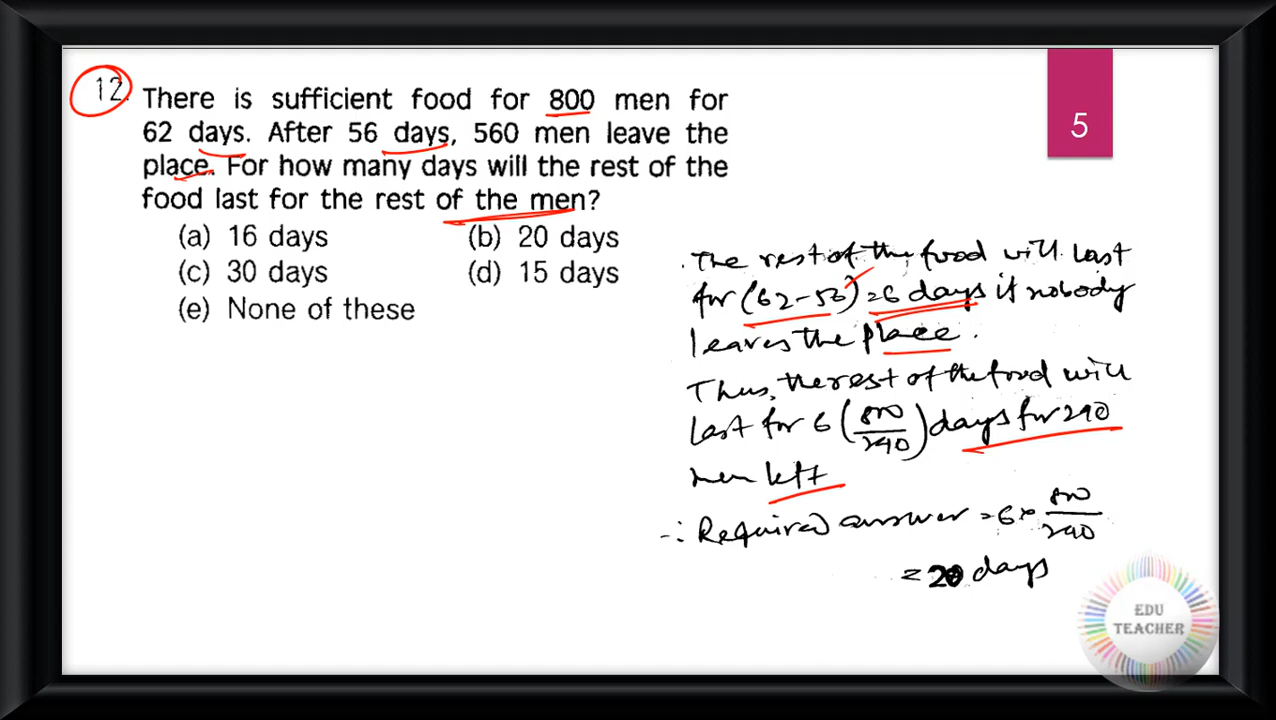 12.
There is sufficient food for 800 men for
62 days. After 56 days, 560 men leave the
place. For how many days will the rest of the
food last for the rest of the men?
(a) 16 days (b) 20 days
(c) 30 days (d) 15 days
(e) None of these
5
The rest of the food will last
for (62-56) = 6 days if nobody
leaves the place.
Thus, the rest of the food will
last for 6 (800/240) days for 240
men left
∴ Required answer = 6 × 800/240
= 20 days
EDU
TEACHER